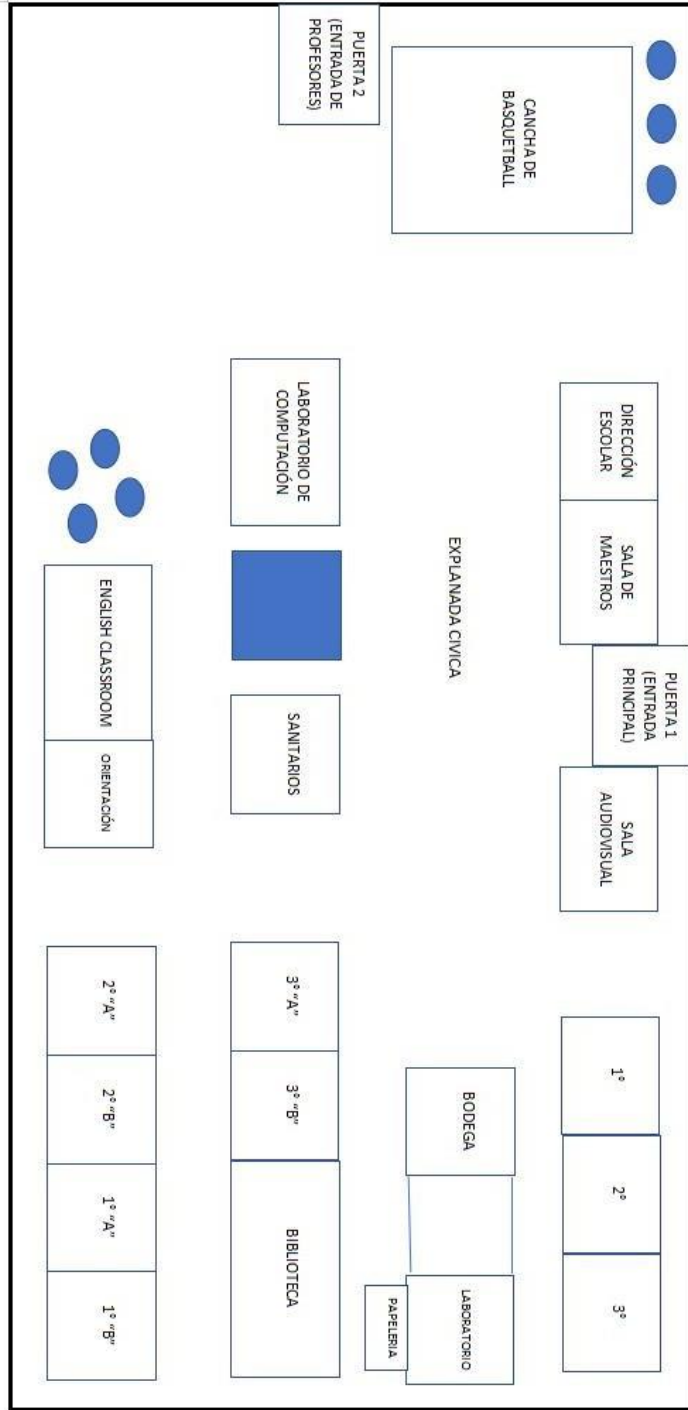 DIRECCIÓN
ESCOLAR
SALA DE
MAESTROS
PUERTA 1
(ENTRADA
PRINCIPAL)
SALA
AUDIOVISUAL
1°
2°
3°
CANCHA DE
BASQUETBALL
EXPLANADA CIVICA
BODEGA
LABORATORIO
PAPELERIA
PUERTA 2
(ENTRADA DE
PROFESORES)
LABORATORIO DE
COMPUTACIÓN
SANITARIOS
3° “A”
3° “B”
BIBLIOTECA
ENGLISH CLASSROOM
ORIENTACIÓN
2° “A”
2° “B”
1° “A”
1° “B”